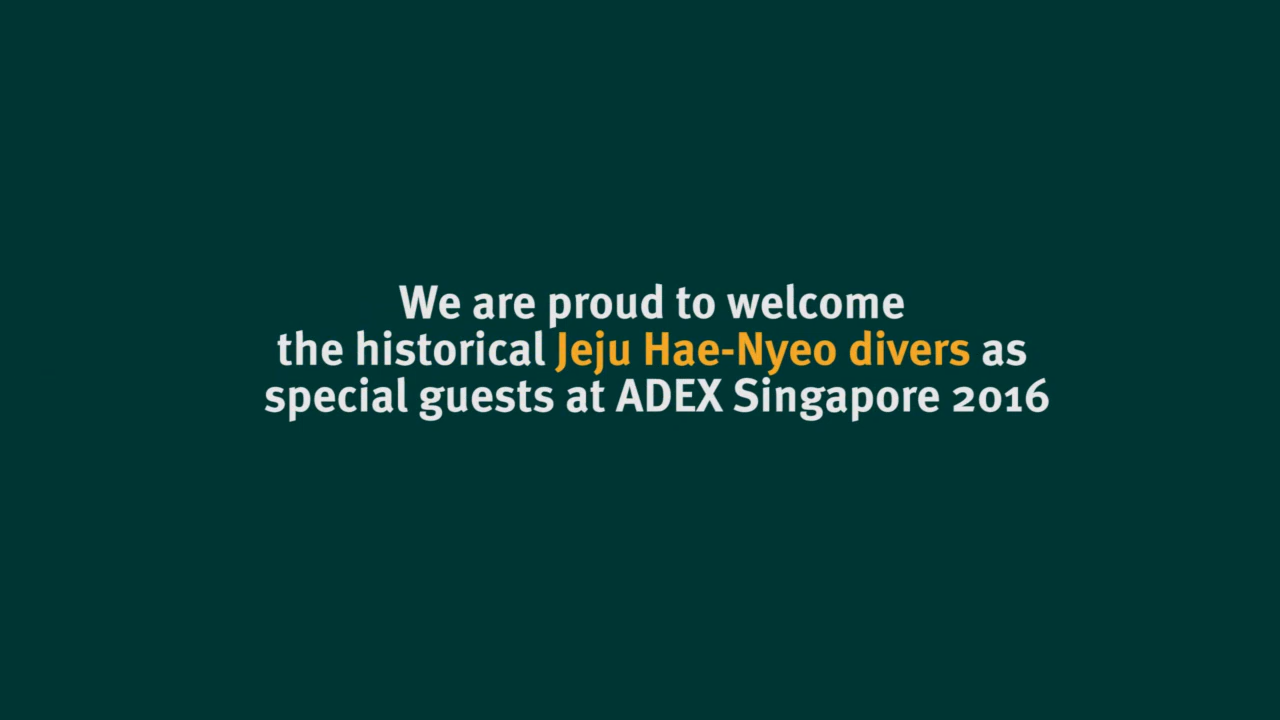 We are proud to welcome
the historical Jeju Hae-Nyeo divers as
special guests at ADEX Singapore 2016